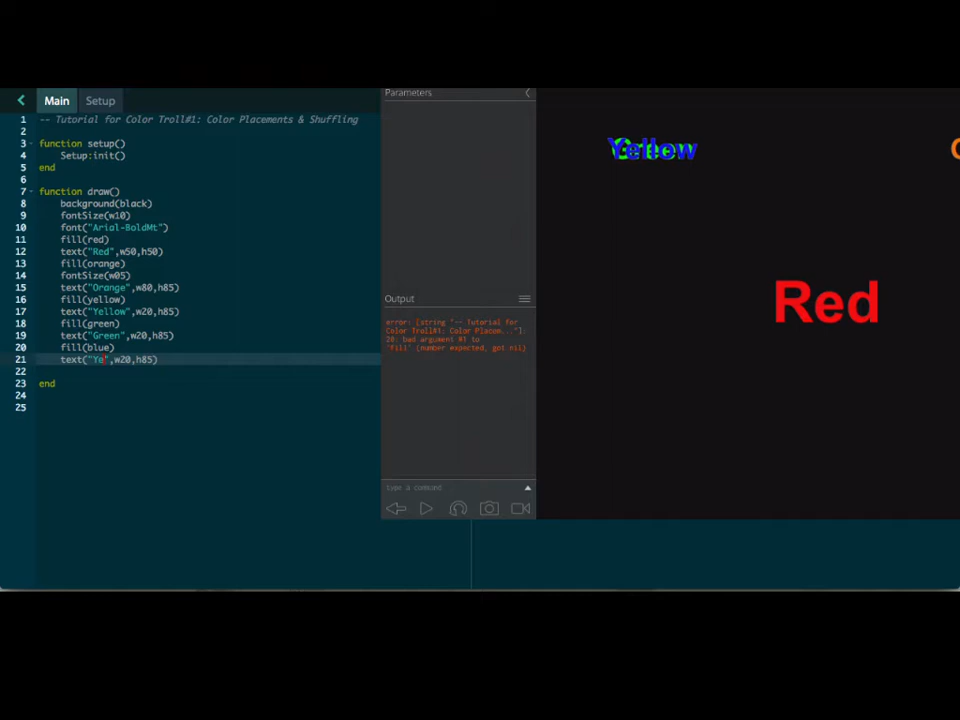 Main Setup
1 -- Tutorial for Color Troll#1: Color Placements & Shuffling
2
3 function setup()
4 Setup:init()
5 end
6
7 function draw()
8 background(black)
9 fontSize(w10)
10 font("Arial-BoldMt")
11 fill(red)
12 text("Red",w50,h50)
13 fill(orange)
14 fontSize(w05)
15 text("Orange",w80,h85)
16 fill(yellow)
17 text("Yellow",w20,h85)
18 fill(green)
19 text("Green",w20,h85)
20 fill(blue)
21 text("Ye",w20,h85)
22
23 end
24
25
Parameters
Output
error: [string "-- Tutorial for
Color Troll#1: Color Placem..."]:
20: bad argument #1 to
'fill' (number expected, got nil)
type a command
Yellow
Red